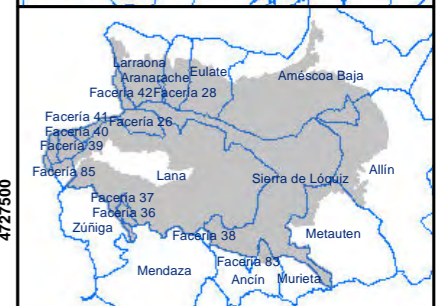 Larraona
Eulate
Aranarache
Améscoa Baja
Facería 42
Facería 28
Facería 41
Facería 26
Facería 40
Facería 39
Facería 85
Lana
Sierra de Lóquiz
Allín
Facería 37
Facería 36
Zúñiga
Facería 38
Metauten
Facería 83
Mendaza
Ancín
Murieta
4727500